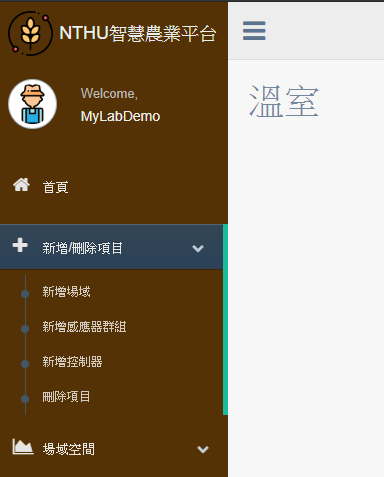 NTHU智慧農業平台
Welcome,
MyLabDemo
首頁
新增/刪除項目
新增場域
新增感應器群組
新增控制器
刪除項目
場域空間
溫室